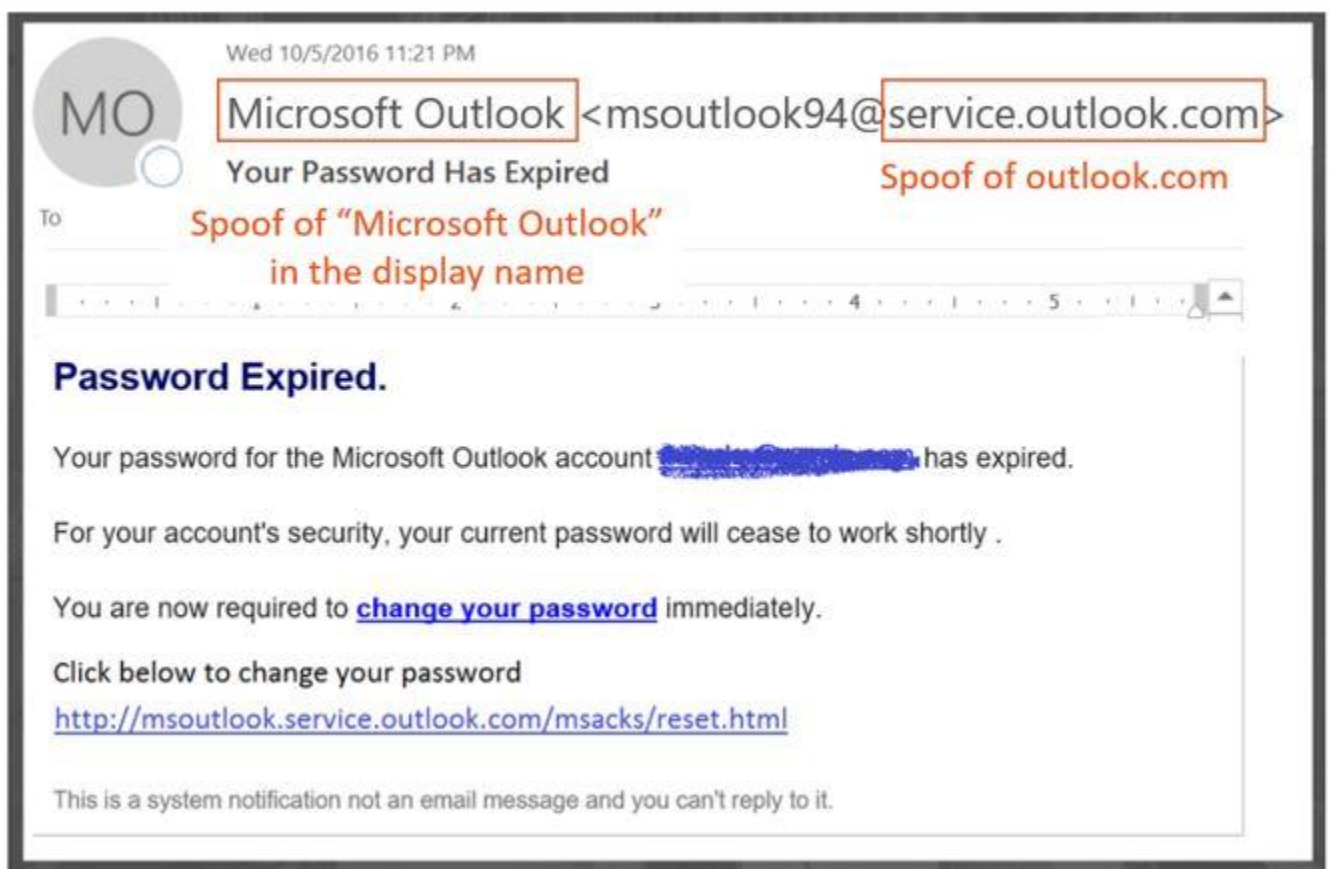 Wed 10/5/2016 11:21 PM
MO
Microsoft Outlook <msoutlook94@service.outlook.com>
Your Password Has Expired
Spoof of outlook.com
To
Spoof of “Microsoft Outlook”
in the display name
4 5
Password Expired.
Your password for the Microsoft Outlook account has expired.
For your account's security, your current password will cease to work shortly .
You are now required to change your password immediately.
Click below to change your password
http://msoutlook.service.outlook.com/msacks/reset.html
This is a system notification not an email message and you can't reply to it.